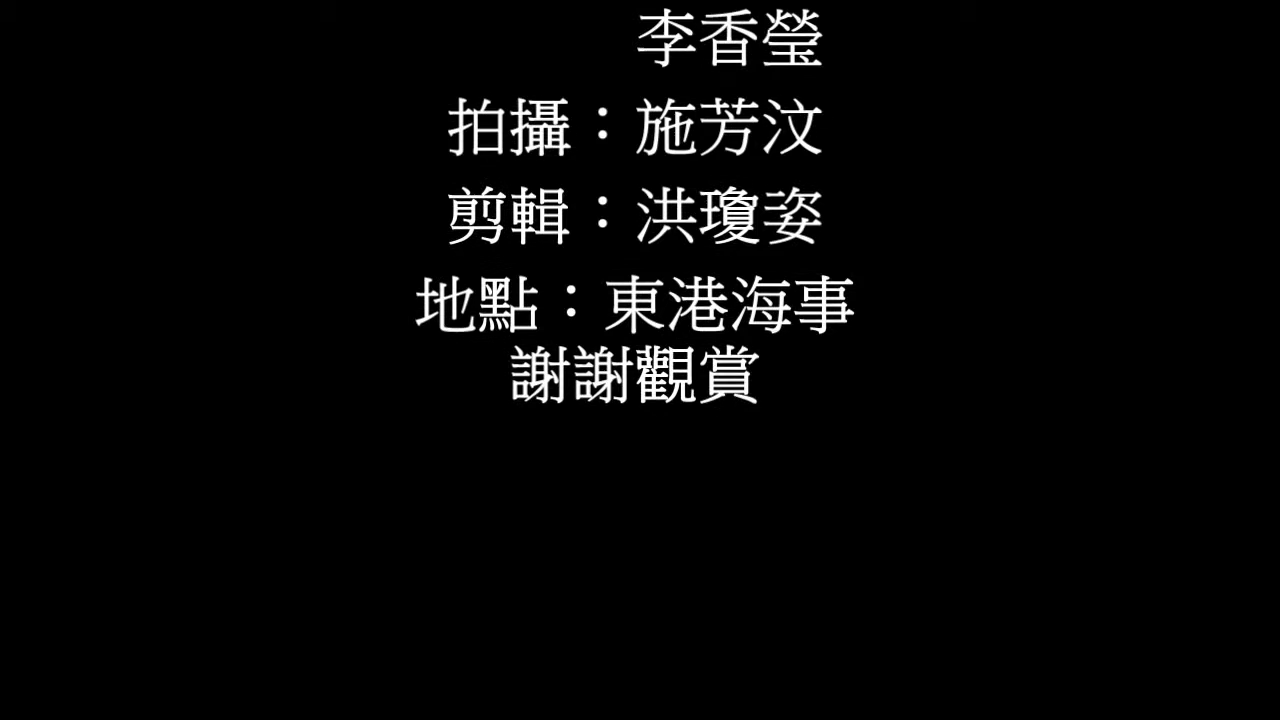 李香瑩
拍攝：施芳汶
剪輯：洪瓊姿
地點：東港海事
謝謝觀賞